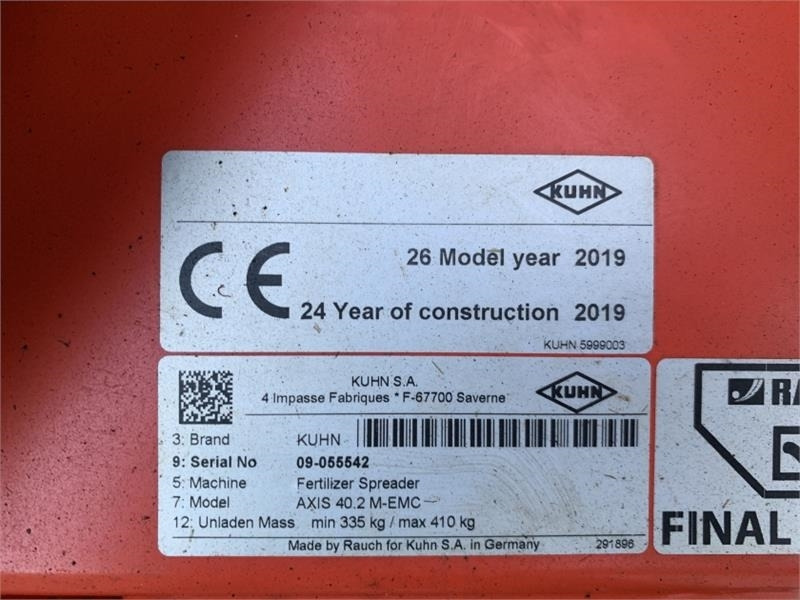 KUHN
CE
26 Model year 2019
24 Year of construction 2019
KUHN 5999003
KUHN S.A.
4 Impasse Fabriques * F-67700 Saverne
KUHN
3: Brand KUHN
9: Serial No 09-055542
5: Machine Fertilizer Spreader
7: Model AXIS 40.2 M-EMC
12: Unladen Mass min 335 kg / max 410 kg
Made by Rauch for Kuhn S.A. in Germany 291896
RA
FINAL